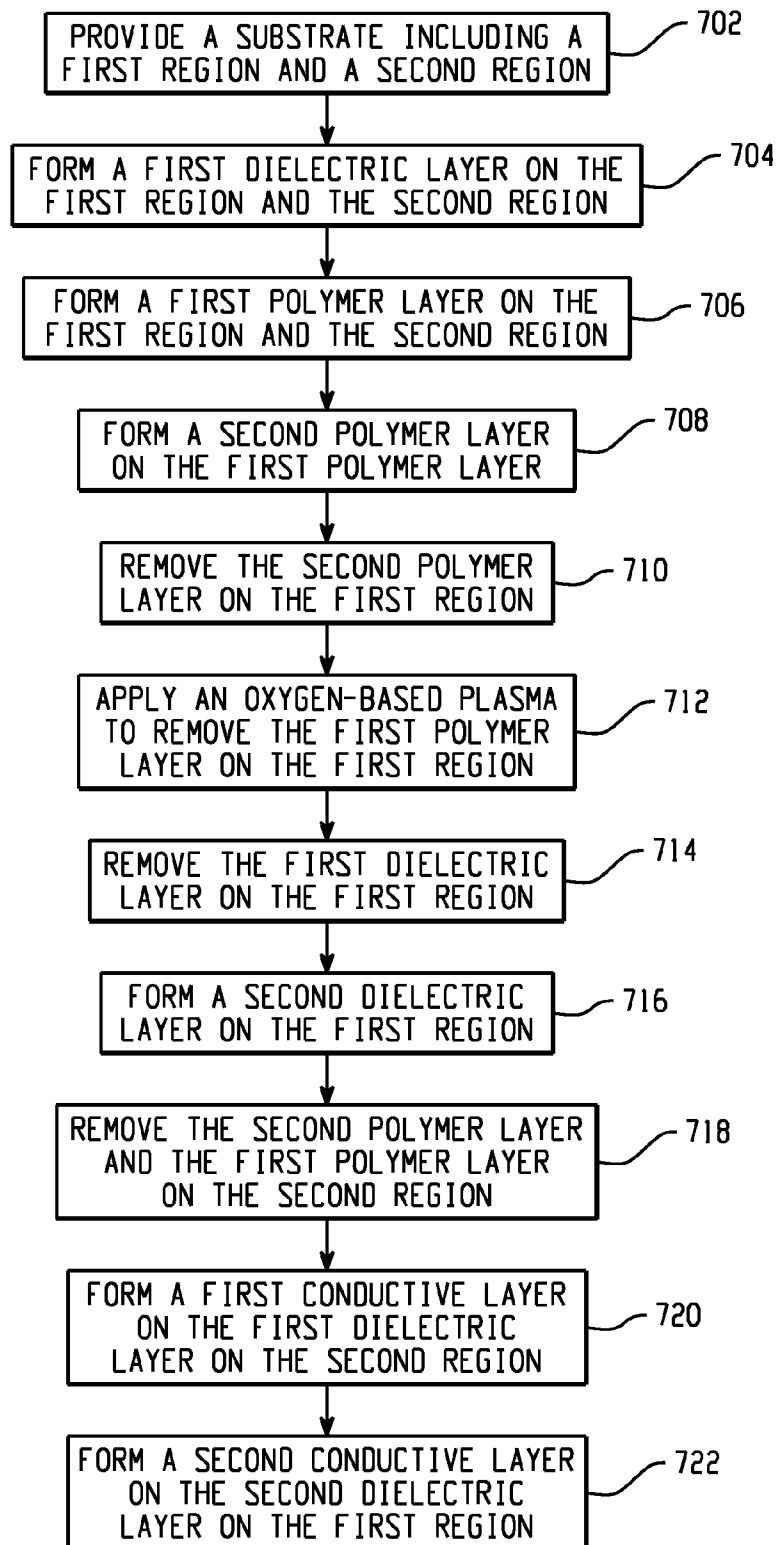 PROVIDE A SUBSTRATE INCLUDING A
FIRST REGION AND A SECOND REGION
702
FORM A FIRST DIELECTRIC LAYER ON THE
FIRST REGION AND THE SECOND REGION
704
FORM A FIRST POLYMER LAYER ON THE
FIRST REGION AND THE SECOND REGION
706
FORM A SECOND POLYMER LAYER
ON THE FIRST POLYMER LAYER
708
REMOVE THE SECOND POLYMER
LAYER ON THE FIRST REGION
710
APPLY AN OXYGEN-BASED PLASMA
TO REMOVE THE FIRST POLYMER
LAYER ON THE FIRST REGION
712
REMOVE THE FIRST DIELECTRIC
LAYER ON THE FIRST REGION
714
FORM A SECOND DIELECTRIC
LAYER ON THE FIRST REGION
716
REMOVE THE SECOND POLYMER LAYER
AND THE FIRST POLYMER LAYER
ON THE SECOND REGION
718
FORM A FIRST CONDUCTIVE LAYER
ON THE FIRST DIELECTRIC
LAYER ON THE SECOND REGION
720
FORM A SECOND CONDUCTIVE LAYER
ON THE SECOND DIELECTRIC
LAYER ON THE FIRST REGION
722